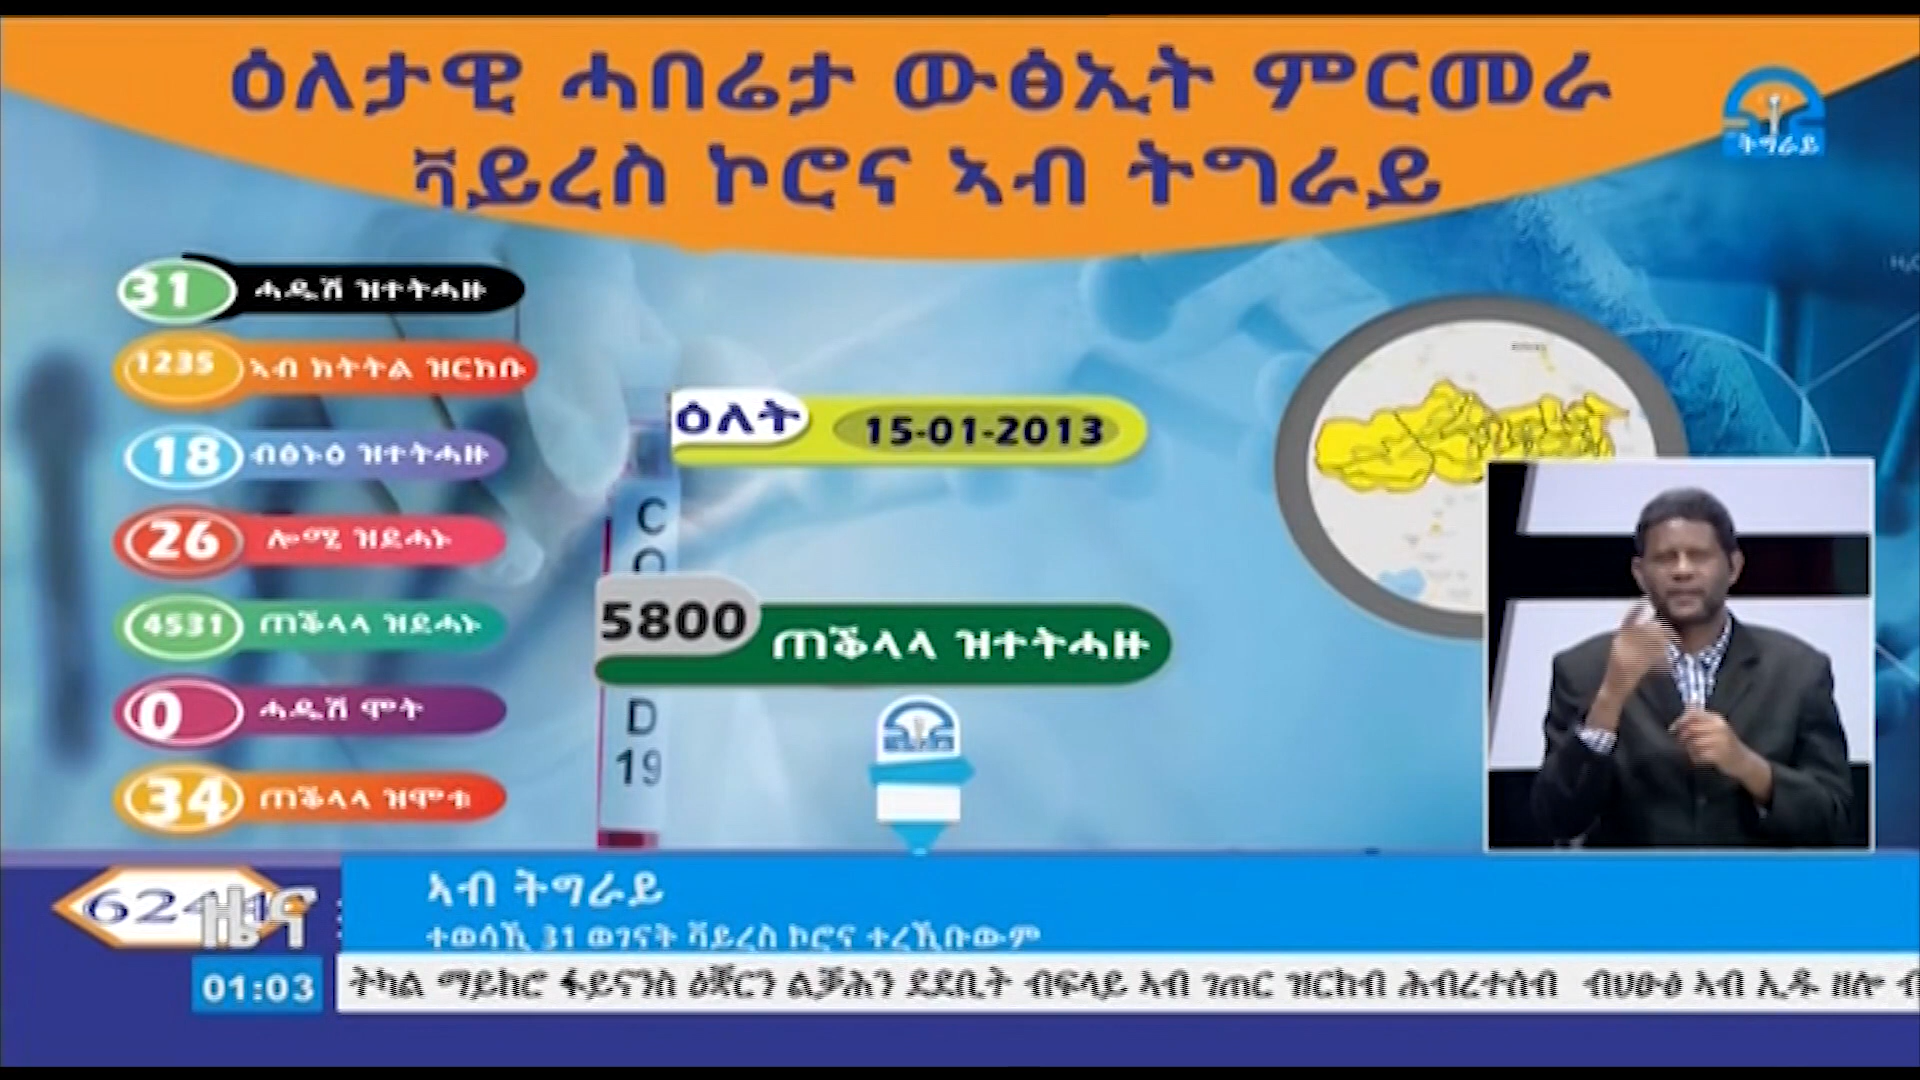 ዕለታዊ ሓበሬታ ውፅኢት ምርመራ
ቫይረስ ኮሮና ኣብ ትግራይ
ትግራይ
31 ሓዱሽ ዝተትሓዙ
1235 ኣብ ክትትል ዝርከቡ
18 ብፅኑዕ ዝተትሓዙ
26 ሎሚ ዝደሓኑ
4531 ጠቕላላ ዝደሓኑ
0 ሓዱሽ ሞት
34 ጠቕላላ ዝሞቱ
ዕለት 15-01-2013
C
O
5800 ጠቕላላ ዝተትሓዙ
D
19
ዜና
ኣብ ትግራይ
ተወሳኺ 31 ወገናት ቫይረስ ኮሮና ተረኺቡውም
01:03
ትካል ማይክሮ ፋይናንስ ዕጃርን ልቓሕን ደደቢት ብፍላይ ኣብ ገጠር ዝርከብ ሕብረተሰብ ብህፁፅ ኣብ ኢዱ ዘሎ